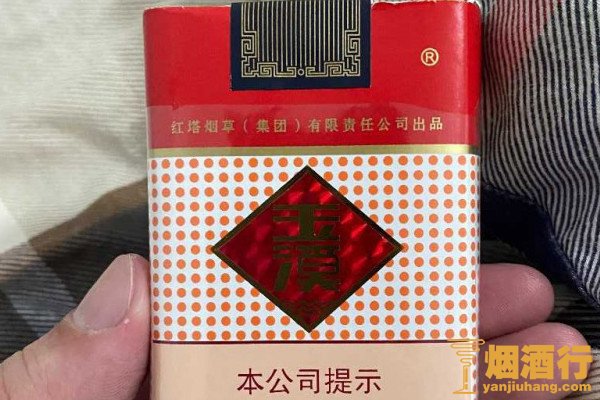 ®
红塔烟草（集团）有限责任公司出品
玉
溪
本公司提示
烟酒行
yanjiuhang.com